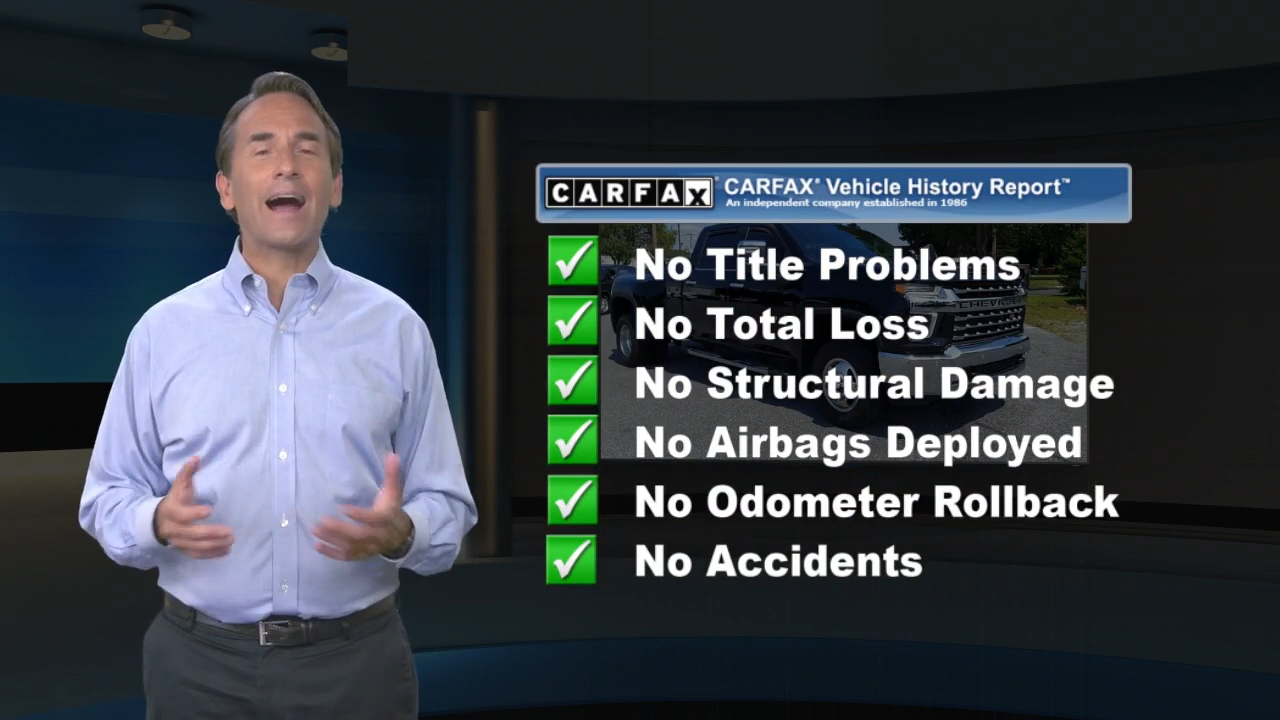 CARFAX
CARFAX® Vehicle History Report™
An independent company established in 1986
No Title Problems
No Total Loss
No Structural Damage
No Airbags Deployed
No Odometer Rollback
No Accidents
CHEVROLET